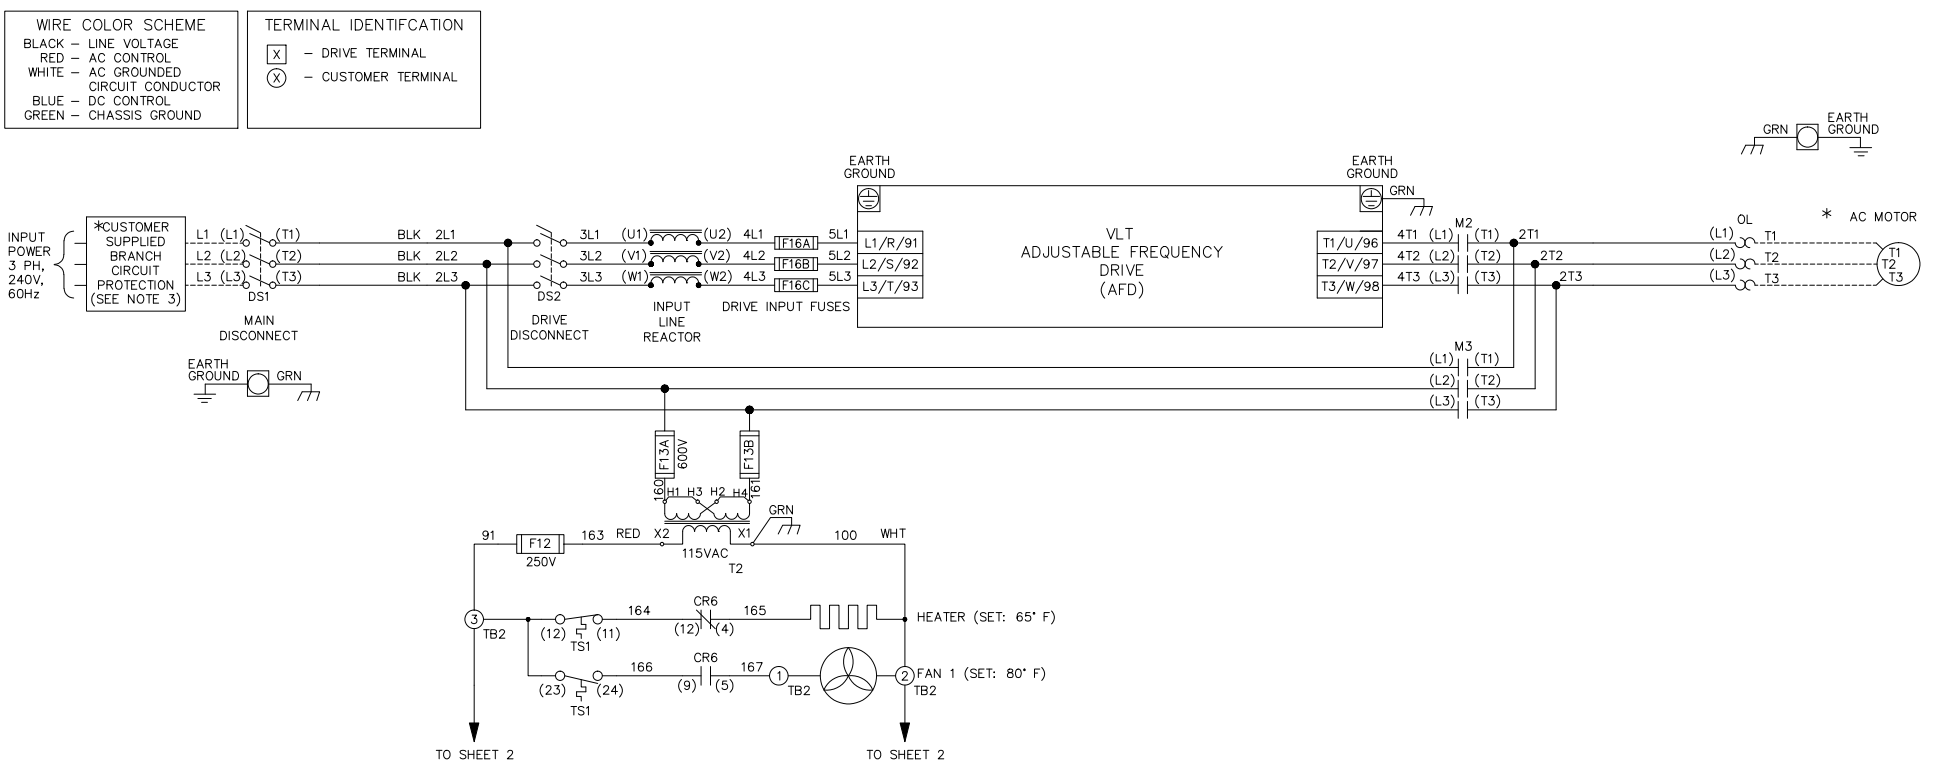 WIRE COLOR SCHEME
BLACK – LINE VOLTAGE
RED – AC CONTROL
WHITE – AC GROUNDED
CIRCUIT CONDUCTOR
BLUE – DC CONTROL
GREEN – CHASSIS GROUND
TERMINAL IDENTIFCATION
X – DRIVE TERMINAL
X – CUSTOMER TERMINAL
GRN
EARTH
GROUND
EARTH
GROUND
EARTH
GROUND
GRN
INPUT
POWER
3 PH,
240V,
60Hz
*CUSTOMER
SUPPLIED
BRANCH
CIRCUIT
PROTECTION
(SEE NOTE 3)
L1 (L1) (T1) BLK 2L1 3L1 (U1) (U2) 4L1 F16A 5L1 L1/R/91
L2 (L2) (T2) BLK 2L2 3L2 (V1) (V2) 4L2 F16B 5L2 L2/S/92
L3 (L3) (T3) BLK 2L3 3L3 (W1) (W2) 4L3 F16C 5L3 L3/T/93
DS1
MAIN
DISCONNECT
DS2
DRIVE
DISCONNECT
INPUT
LINE
REACTOR
DRIVE INPUT FUSES
VLT
ADJUSTABLE FREQUENCY
DRIVE
(AFD)
M2
OL
* AC MOTOR
T1/U/96 4T1 (L1) (T1) 2T1 (L1) T1
T2/V/97 4T2 (L2) (T2) 2T2 (L2) T2
T3/W/98 4T3 (L3) (T3) 2T3 (L3) T3
T1
T2
T3
M3
(L1) (T1)
(L2) (T2)
(L3) (T3)
EARTH
GROUND
GRN
F13A
600V
F13B
160
161
H1 H3 H2 H4
GRN
91 F12 163 RED X2 X1 100 WHT
250V
115VAC
T2
CR6
3 TB2 (12) (11) 164 (12) (4) 165 HEATER (SET: 65° F)
TS1
CR6
(23) (24) 166 (9) (5) 167 1 TB2 2 TB2 FAN 1 (SET: 80° F)
TS1
TO SHEET 2
TO SHEET 2